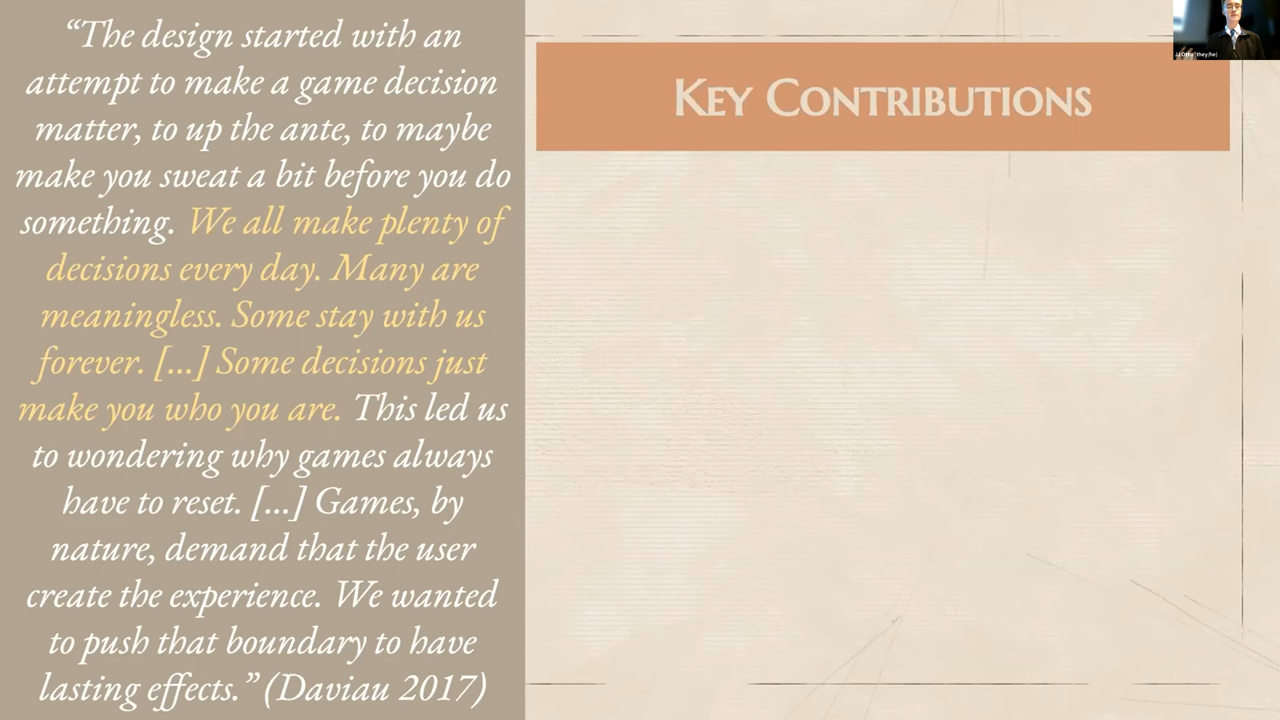 “The design started with an
attempt to make a game decision
matter, to up the ante, to maybe
make you sweat a bit before you do
something. We all make plenty of
decisions every day. Many are
meaningless. Some stay with us
forever. [...] Some decisions just
make you who you are. This led us
to wondering why games always
have to reset. [...] Games, by
nature, demand that the user
create the experience. We wanted
to push that boundary to have
lasting effects.” (Daviau 2017)
KEY CONTRIBUTIONS
(they/he)